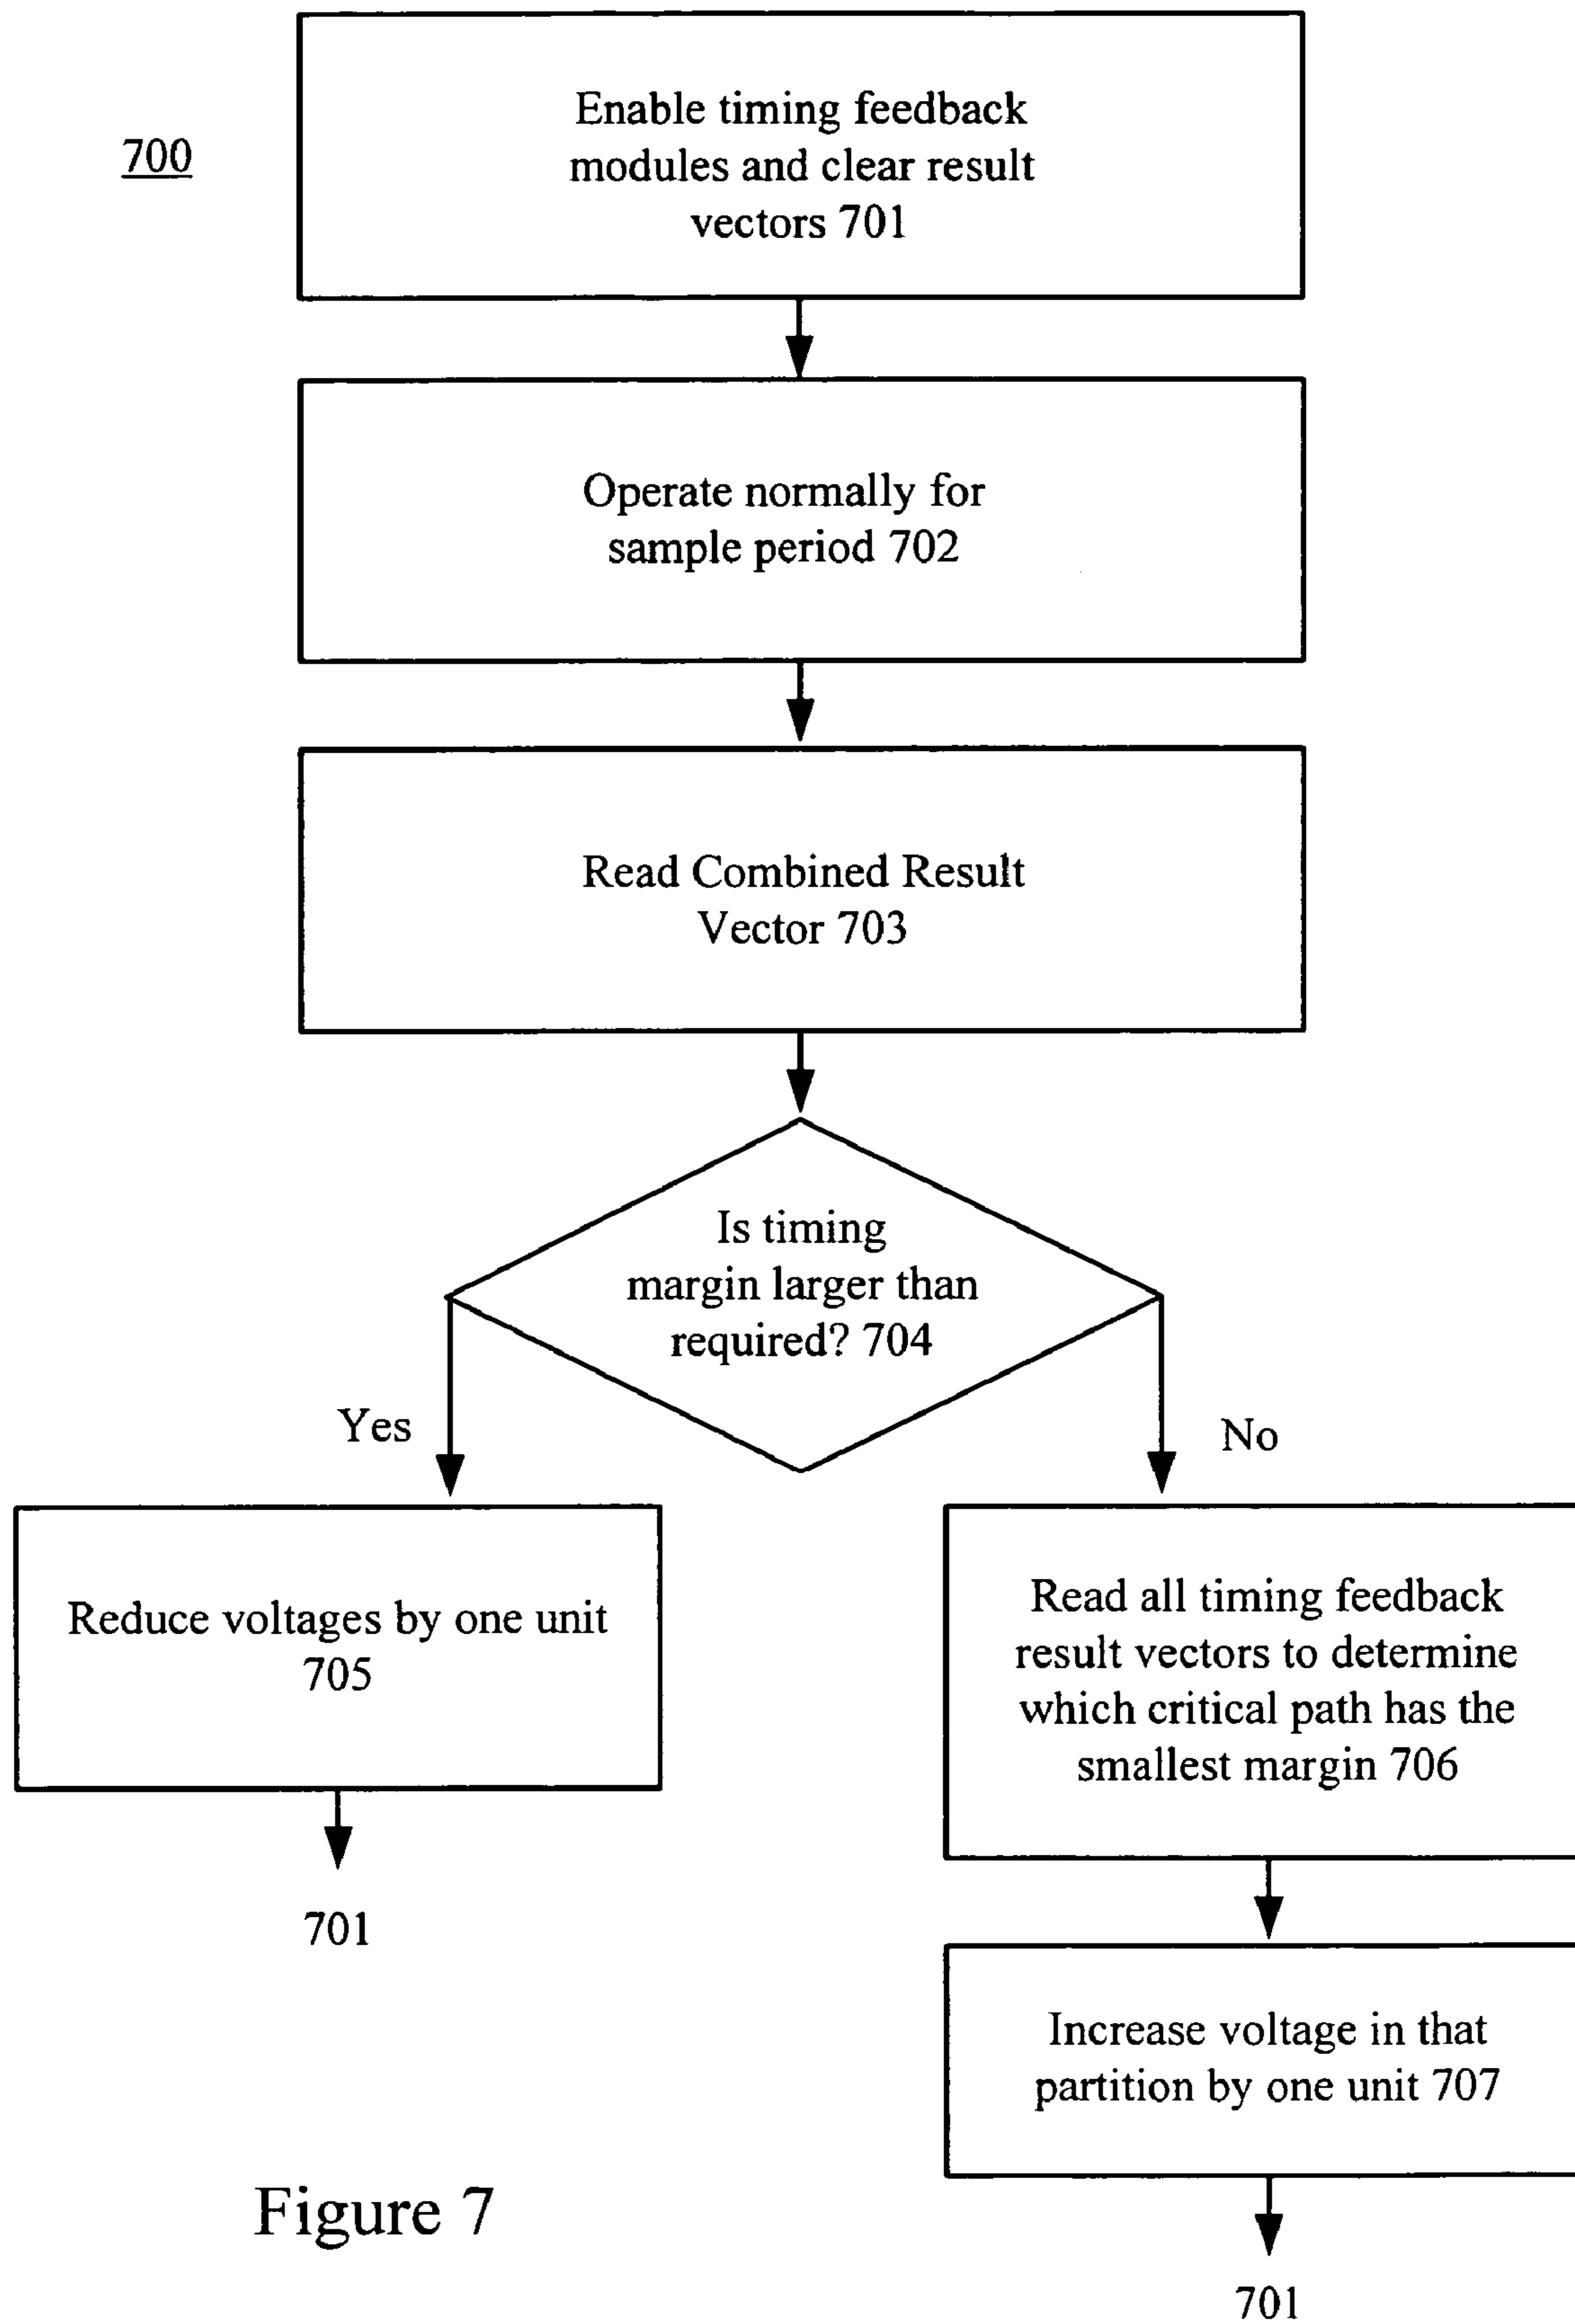 700
Enable timing feedback
modules and clear result
vectors 701
Operate normally for
sample period 702
Read Combined Result
Vector 703
Is timing
margin larger than
required? 704
Yes
No
Reduce voltages by one unit
705
701
Read all timing feedback
result vectors to determine
which critical path has the
smallest margin 706
Increase voltage in that
partition by one unit 707
701
Figure 7